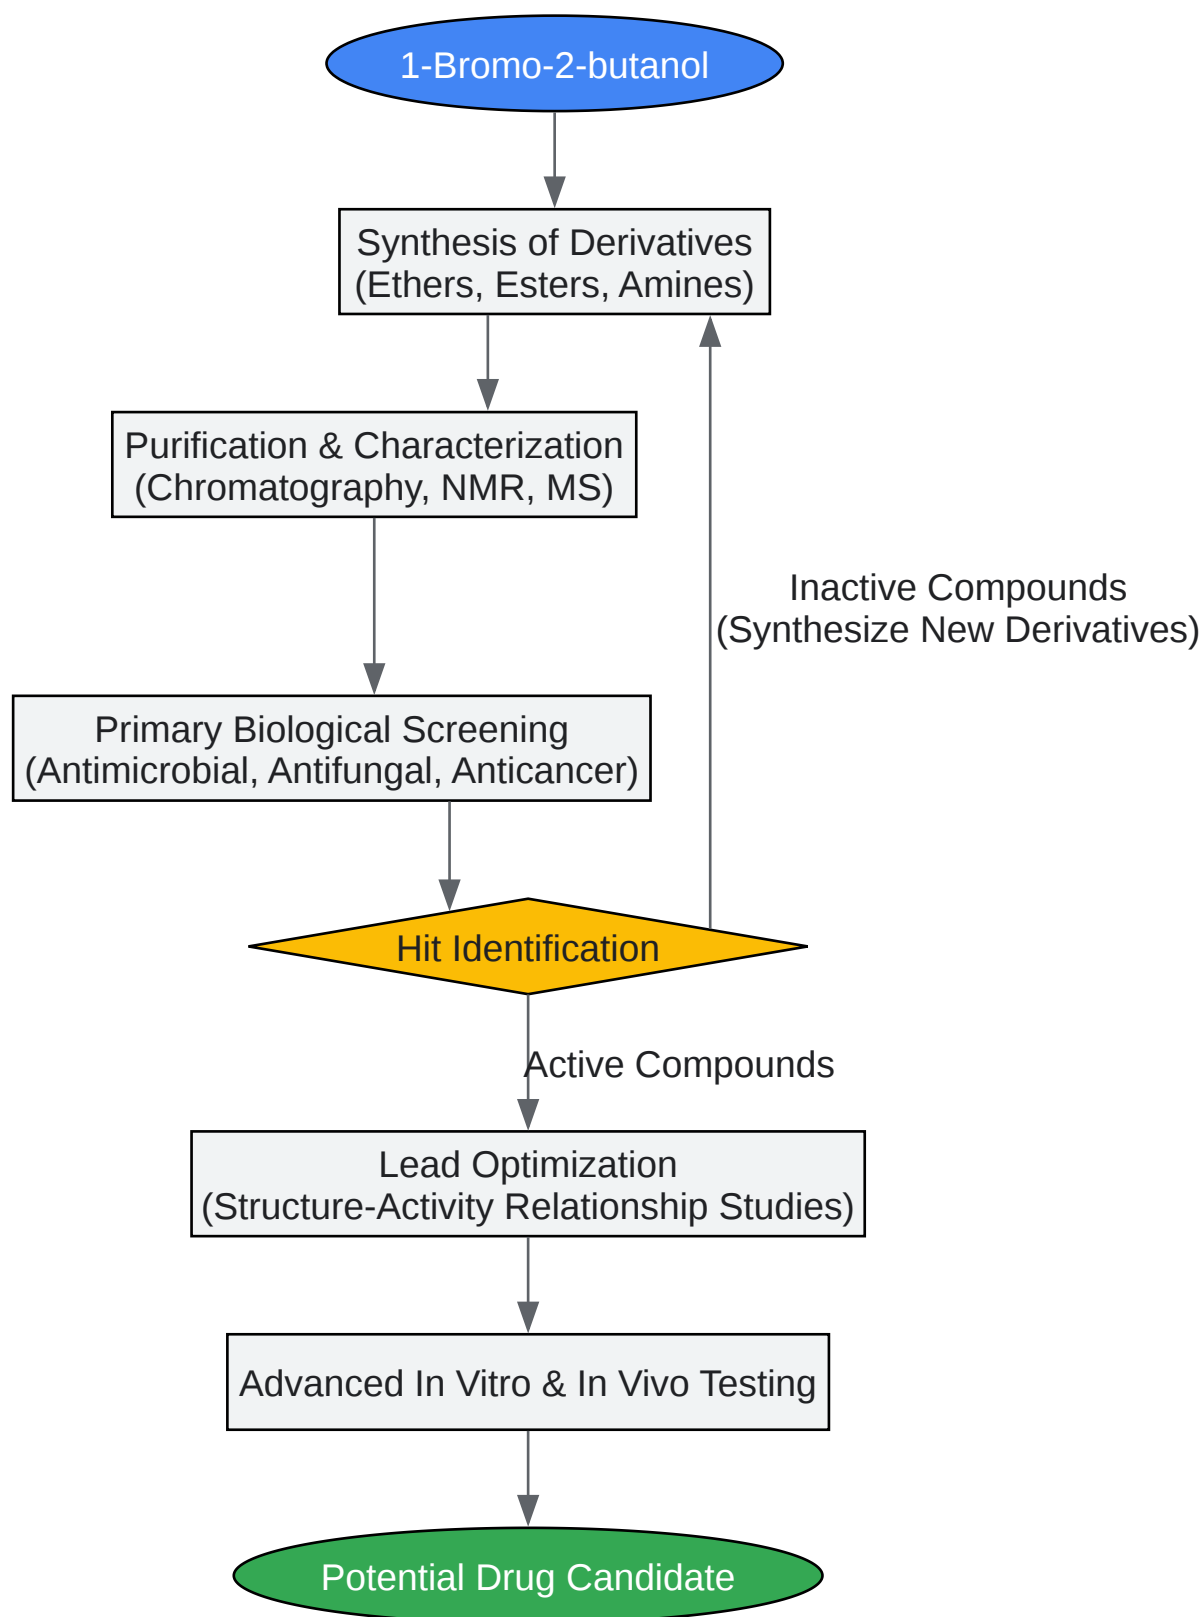 1-Bromo-2-butanol
Synthesis of Derivatives
(Ethers, Esters, Amines)
Purification & Characterization
(Chromatography, NMR, MS)
Inactive Compounds
(Synthesize New Derivatives)
Primary Biological Screening
(Antimicrobial, Antifungal, Anticancer)
Hit Identification
Active Compounds
Lead Optimization
(Structure-Activity Relationship Studies)
Advanced In Vitro & In Vivo Testing
Potential Drug Candidate